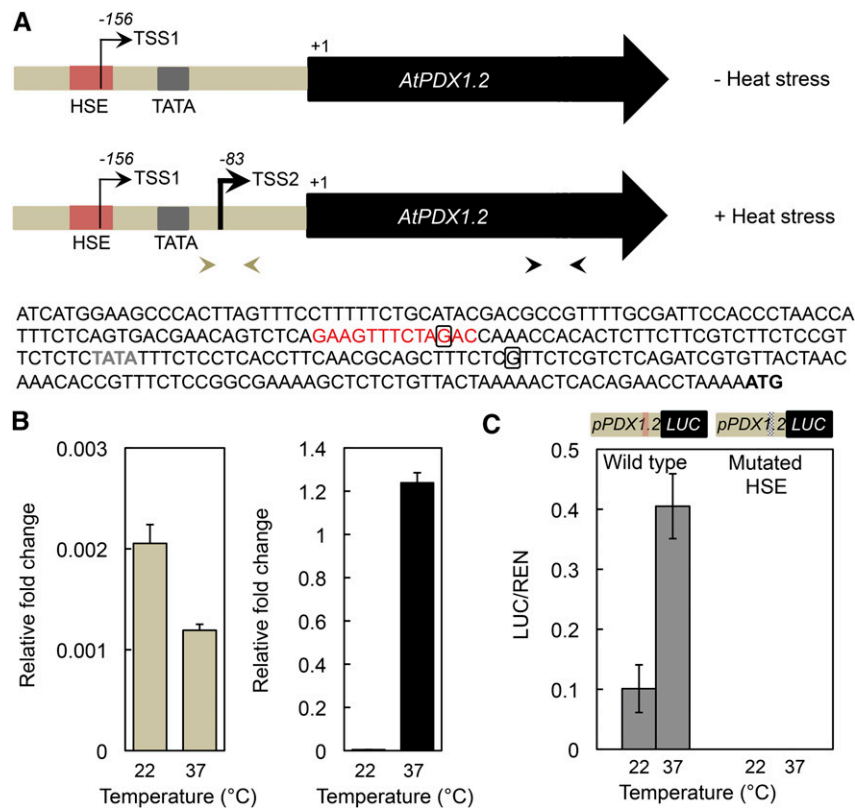 A
-156
TSS1
+1
AtPDX1.2
- Heat stress
HSE
TATA
-156
TSS1
-83
TSS2
+1
AtPDX1.2
+ Heat stress
HSE
TATA
ATCATGGAAGCCCACTTAGTTTCCTTTTTCTGCATACGACGCCGTTTTGCGATTCCACCCTAACCA
TTTCTCAGTGACGAACAGTCTCAGAAGTTTCTAGACCAAACCACACTCTTCTTCGTCTTCTCCGT
TCTCTCTATATTTCTCCTCACCTTCAACGCAGCTTTCTCGTTCTCGTCTCAGATCGTGTTACTAAC
AAACACCGTTTCTCCGGCGAAAAGCTCTCTGTTACTAAAAACTCACAGAACCTAAAAATG
B
Relative fold change
0.003
0.002
0.001
0
22
37
Temperature (°C)
Relative fold change
1.4
1.2
1
0.8
0.6
0.4
0.2
0
22
37
Temperature (°C)
C
pPDX1.2
LUC
pPDX1.2
LUC
Wild type
Mutated
HSE
LUC/REN
0.5
0.4
0.3
0.2
0.1
0
22
37
22
37
Temperature (°C)